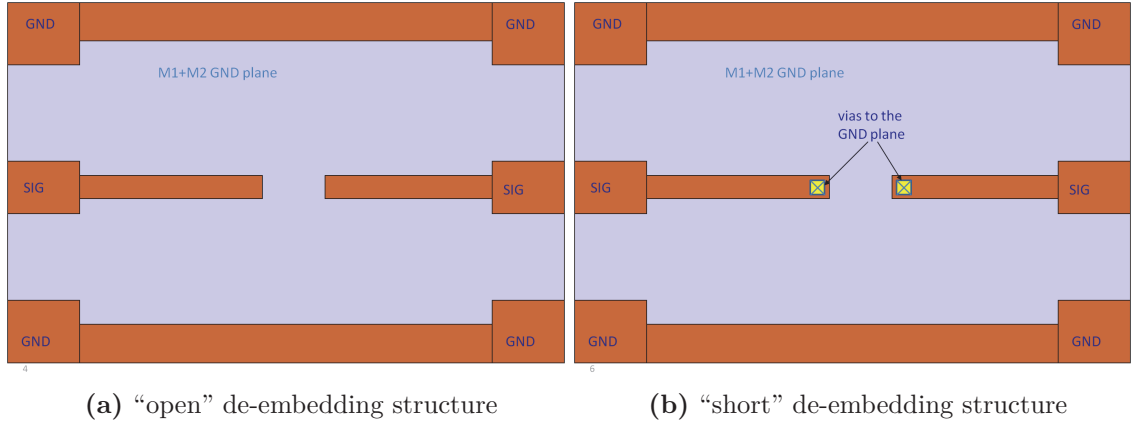 GND
GND
M1+M2 GND plane
SIG
SIG
GND
GND
4
GND
GND
M1+M2 GND plane
vias to the
GND plane
SIG
SIG
GND
GND
6
(a) “open” de-embedding structure
(b) “short” de-embedding structure